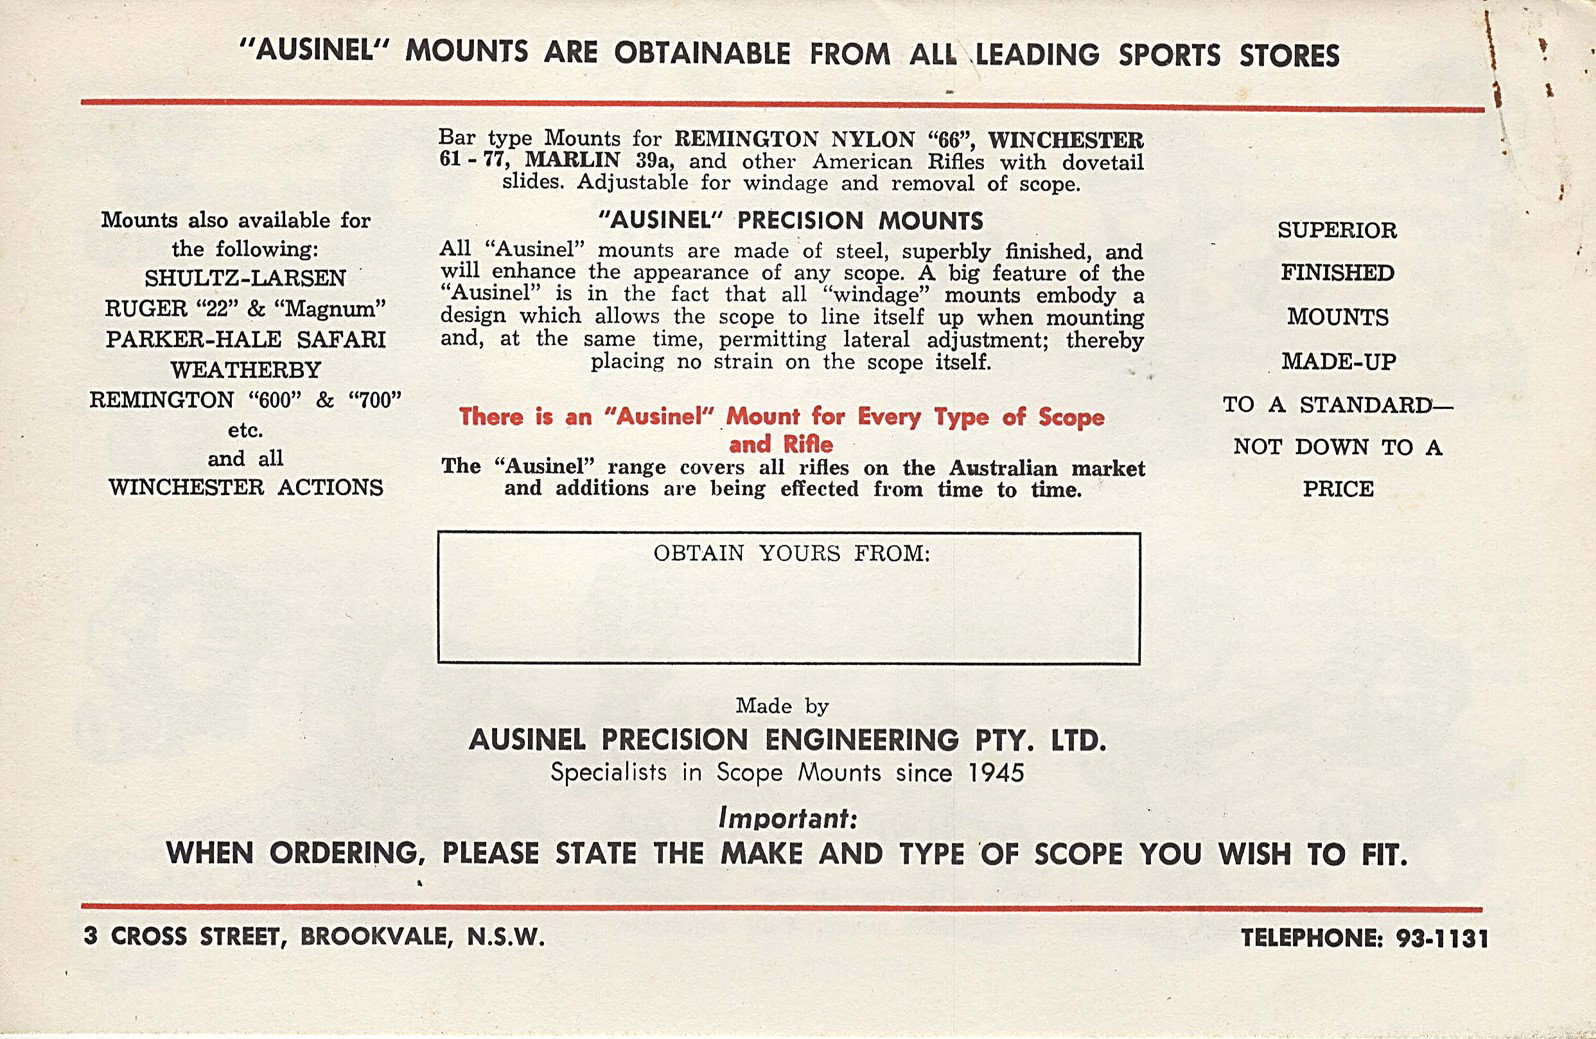 "AUSINEL" MOUNTS ARE OBTAINABLE FROM ALL LEADING SPORTS STORES
Bar type Mounts for REMINGTON NYLON “66”, WINCHESTER
61 - 77, MARLIN 39a, and other American Rifles with dovetail
slides. Adjustable for windage and removal of scope.
Mounts also available for
the following:
SHULTZ-LARSEN
RUGER “22” & “Magnum”
PARKER-HALE SAFARI
WEATHERBY
REMINGTON “600” & “700”
etc.
and all
WINCHESTER ACTIONS
"AUSINEL" PRECISION MOUNTS
All “Ausinel” mounts are made of steel, superbly finished, and
will enhance the appearance of any scope. A big feature of the
“Ausinel” is in the fact that all “windage” mounts embody a
design which allows the scope to line itself up when mounting
and, at the same time, permitting lateral adjustment; thereby
placing no strain on the scope itself.
There is an "Ausinel" Mount for Every Type of Scope
and Rifle
The “Ausinel” range covers all rifles on the Australian market
and additions are being effected from time to time.
SUPERIOR
FINISHED
MOUNTS
MADE-UP
TO A STANDARD—
NOT DOWN TO A
PRICE
OBTAIN YOURS FROM:
Made by
AUSINEL PRECISION ENGINEERING PTY. LTD.
Specialists in Scope Mounts since 1945
Important:
WHEN ORDERING, PLEASE STATE THE MAKE AND TYPE OF SCOPE YOU WISH TO FIT.
3 CROSS STREET, BROOKVALE, N.S.W.
TELEPHONE: 93-1131